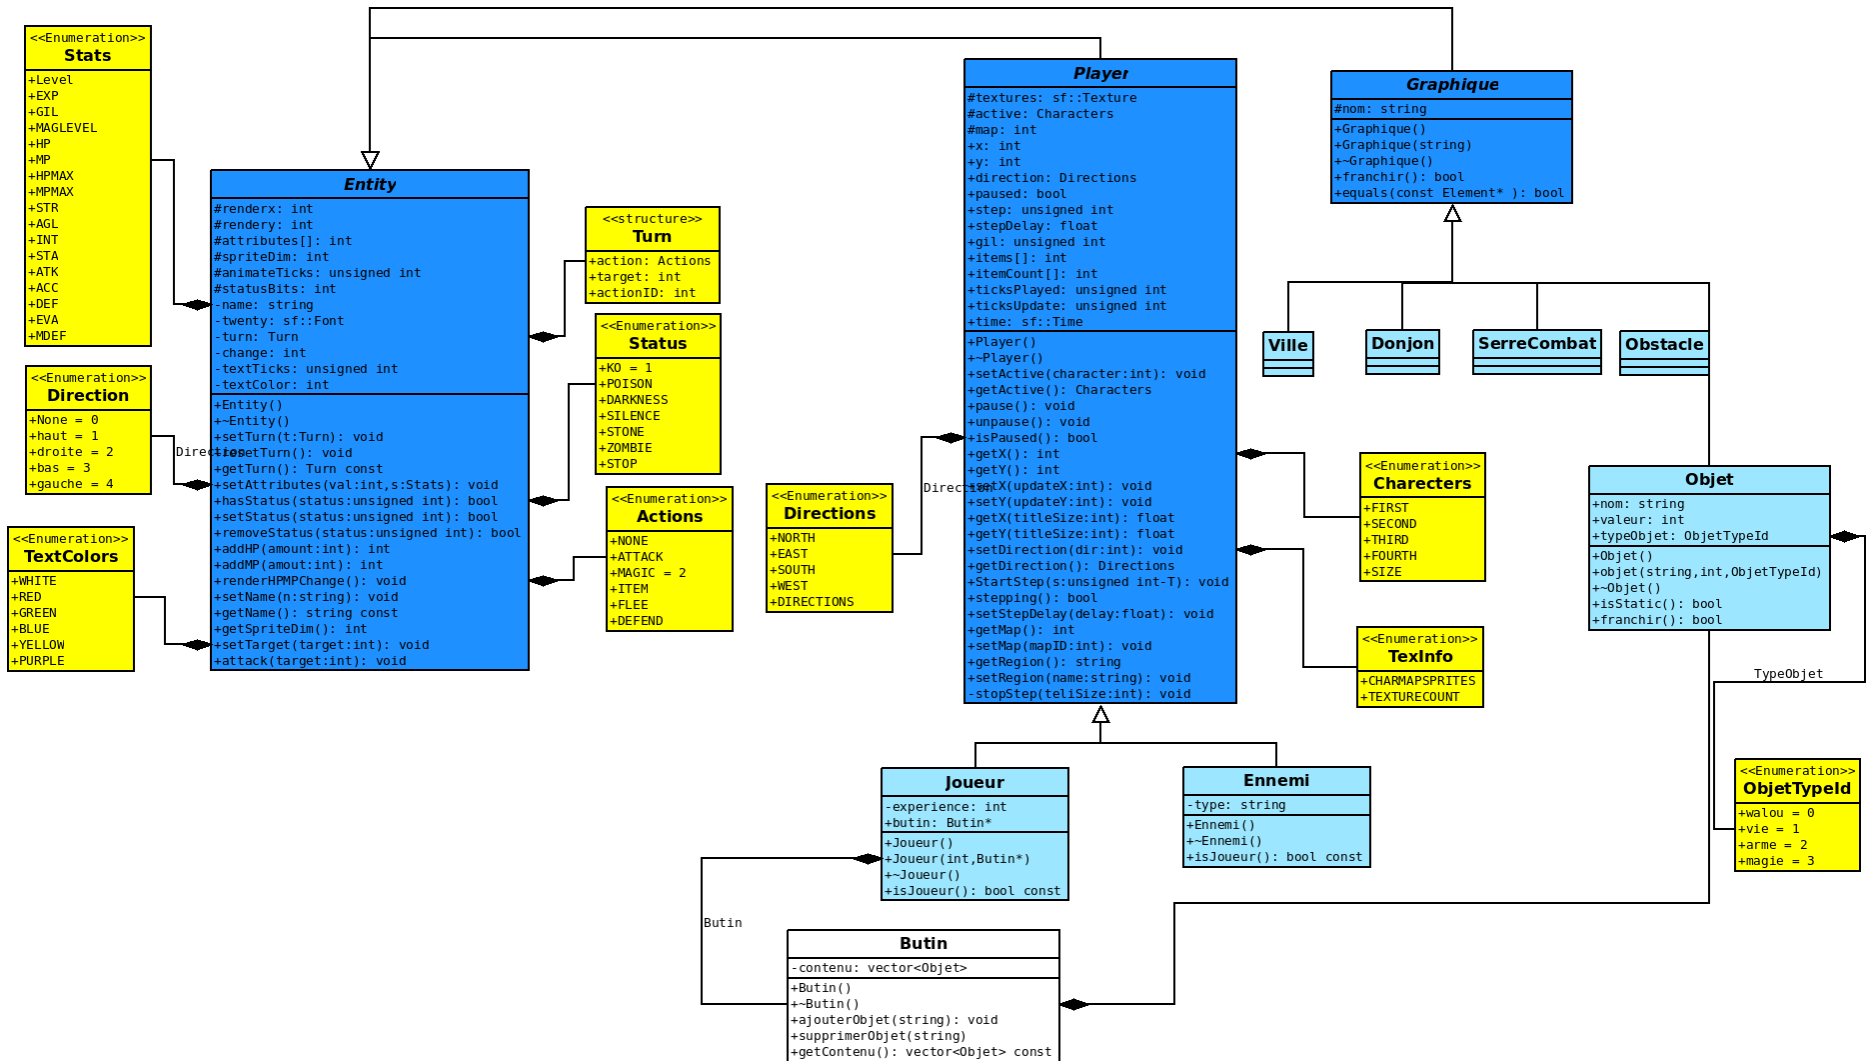 <<Enumeration>>
Stats
+Level
+EXP
+GIL
+MAGLEVEL
+HP
+MP
+HPMAX
+MPMAX
+STR
+AGL
+INT
+STA
+ATK
+ACC
+DEF
+EVA
+MDEF
<<Enumeration>>
Direction
+None = 0
+haut = 1
+droite = 2
+bas = 3
+gauche = 4
Direction
<<Enumeration>>
TextColors
+WHITE
+RED
+GREEN
+BLUE
+YELLOW
+PURPLE
Entity
#renderx: int
#rendery: int
#attributes[]: int
#spriteDim: int
#animateTicks: unsigned int
#statusBits: int
-name: string
-twenty: sf::Font
-turn: Turn
-change: int
-textTicks: unsigned int
-textColor: int
+Entity()
+~Entity()
+setTurn(t:Turn): void
+resetTurn(): void
+getTurn(): Turn const
+setAttributes(val:int,s:Stats): void
+hasStatus(status:unsigned int): bool
+setStatus(status:unsigned int): bool
+removeStatus(status:unsigned int): bool
+addHP(amount:int): int
+addMP(amout:int): int
+renderHPMPChange(): void
+setName(n:string): void
+getName(): string const
+getSpriteDim(): int
+setTarget(target:int): void
+attack(target:int): void
<<structure>>
Turn
+action: Actions
+target: int
+actionID: int
<<Enumeration>>
Status
+KO = 1
+POISON
+DARKNESS
+SILENCE
+STONE
+ZOMBIE
+STOP
<<Enumeration>>
Actions
+NONE
+ATTACK
+MAGIC = 2
+ITEM
+FLEE
+DEFEND
<<Enumeration>>
Directions
+NORTH
+EAST
+SOUTH
+WEST
+DIRECTIONS
Direction
Player
#textures: sf::Texture
#active: Characters
#map: int
+x: int
+y: int
+direction: Directions
+paused: bool
+step: unsigned int
+stepDelay: float
+gil: unsigned int
+items[]: int
+itemCount[]: int
+ticksPlayed: unsigned int
+ticksUpdate: unsigned int
+time: sf::Time
+Player()
+~Player()
+setActive(character:int): void
+getActive(): Characters
+pause(): void
+unpause(): void
+isPaused(): bool
+getX(): int
+getY(): int
+setX(updateX:int): void
+setY(updateY:int): void
+getX(titleSize:int): float
+getY(titleSize:int): float
+setDirection(dir:int): void
+getDirection(): Directions
+StartStep(s:unsigned int-T): void
+stepping(): bool
+setStepDelay(delay:float): void
+getMap(): int
+setMap(mapID:int): void
+getRegion(): string
+setRegion(name:string): void
-stopStep(teliSize:int): void
Graphique
#nom: string
+Graphique()
+Graphique(string)
+~Graphique()
+franchir(): bool
+equals(const Element* ): bool
Ville
Donjon
SerreCombat
Obstacle
<<Enumeration>>
Charecters
+FIRST
+SECOND
+THIRD
+FOURTH
+SIZE
<<Enumeration>>
TexInfo
+CHARMAPSPRITES
+TEXTURECOUNT
Objet
+nom: string
+valeur: int
+typeObjet: ObjetTypeId
+Objet()
+objet(string,int,ObjetTypeId)
+~Objet()
+isStatic(): bool
+franchir(): bool
TypeObjet
<<Enumeration>>
ObjetTypeId
+walou = 0
+vie = 1
+arme = 2
+magie = 3
Joueur
-experience: int
+butin: Butin*
+Joueur()
+Joueur(int,Butin*)
+~Joueur()
+isJoueur(): bool const
Ennemi
-type: string
+Ennemi()
+~Ennemi()
+isJoueur(): bool const
Butin
Butin
-contenu: vector<Objet>
+Butin()
+~Butin()
+ajouterObjet(string): void
+supprimerObjet(string)
+getContenu(): vector<Objet> const